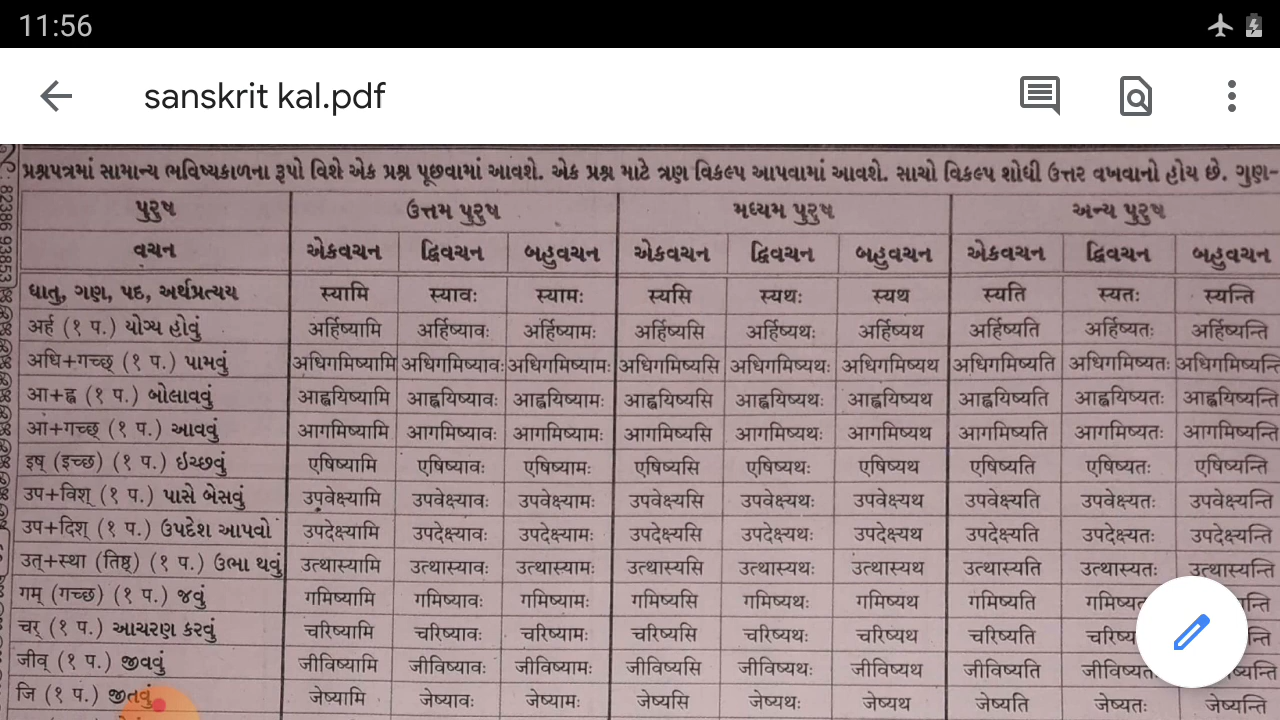 11:56
sanskrit kal.pdf
પ્રશ્નપત્રમાં સામાન્ય ભવિષ્યકાળના રૂપો વિશે એક પ્રશ્ન પૂછવામાં આવશે. એક પ્રશ્ન માટે ત્રણ વિકલ્પ આપવામાં આવશે. સાચો વિકલ્પ શોધી ઉત્તર વખવાનો હોય છે. ગુણ-
પુરુષ ઉત્તમ પુરુષ મધ્યમ પુરુષ અન્ય પુરુષ
વચન એકવચન દ્વિવચન બહુવચન એકવચન દ્વિવચન બહુવચન એકવચન દ્વિવચન બહુવચન
ધાતુ, ગણ, પદ, અર્થપ્રત્યય स्यामि स्यावः स्यामः स्यसि स्यथः स्यथ स्यति स्यतः स्यन्ति
अर्ह (१ प.) યોગ્ય હોવું अर्हिष्यामि अर्हिष्यावः अर्हिष्यामः अर्हिष्यसि अर्हिष्यथः अर्हिष्यथ अर्हिष्यति अर्हिष्यतः अर्हिष्यन्ति
अधि+गच्छ् (१ प.) પામવું अधिगमिष्यामि अधिगमिष्यावः अधिगमिष्यामः अधिगमिष्यसि अधिगमिष्यथः अधिगमिष्यथ अधिगमिष्यति अधिगमिष्यतः अधिगमिष्यन्ति
आ+ह्व (१ प.) બોલાવવું आह्वयिष्यामि आह्वयिष्यावः आह्वयिष्यामः आह्वयिष्यसि आह्वयिष्यथः आह्वयिष्यथ आह्वयिष्यति आह्वयिष्यतः आह्वयिष्यन्ति
आ+गच्छ् (१ प.) આવવું आगमिष्यामि आगमिष्यावः आगमिष्यामः आगमिष्यसि आगमिष्यथः आगमिष्यथ आगमिष्यति आगमिष्यतः आगमिष्यन्ति
इष् (इच्छ) (१ प.) ઇચ્છવું एषिष्यामि एषिष्यावः एषिष्यामः एषिष्यसि एषिष्यथः एषिष्यथ एषिष्यति एषिष्यतः एषिष्यन्ति
उप+विश् (१ प.) પાસે બેસવું उपवेक्ष्यामि उपवेक्ष्यावः उपवेक्ष्यामः उपवेक्ष्यसि उपवेक्ष्यथः उपवेक्ष्यथ उपवेक्ष्यति उपवेक्ष्यतः उपवेक्ष्यन्ति
उप+दिश् (१ प.) ઉપદેશ આપવો उपदेक्ष्यामि उपदेक्ष्यावः उपदेक्ष्यामः उपदेक्ष्यसि उपदेक्ष्यथः उपदेक्ष्यथ उपदेक्ष्यति उपदेक्ष्यतः उपदेक्ष्यन्ति
उत्+स्था (तिष्ठ्) (१ प.) ઉભા થવું उत्थास्यामि उत्थास्यावः उत्थास्यामः उत्थास्यसि उत्थास्यथः उत्थास्यथ उत्थास्यति उत्थास्यतः उत्थास्यन्ति
गम् (गच्छ) (१ प.) જવું गमिष्यामि गमिष्यावः गमिष्यामः गमिष्यसि गमिष्यथः गमिष्यथ गमिष्यति
चर् (१ प.) આચરણ કરવું चरिष्यामि चरिष्यावः चरिष्यामः चरिष्यसि चरिष्यथः चरिष्यथ चरिष्यति
जीव् (१ प.) જીવવું जीविष्यामि जीविष्यावः जीविष्यामः जीविष्यसि जीविष्यथः जीविष्यथ जीविष्यति
जि (१ प.) જીતવું जेष्यामि जेष्यावः जेष्यामः जेष्यसि जेष्यथः जेष्यथ जेष्यति जेष्यतः जेष्यन्ति
82386 93853